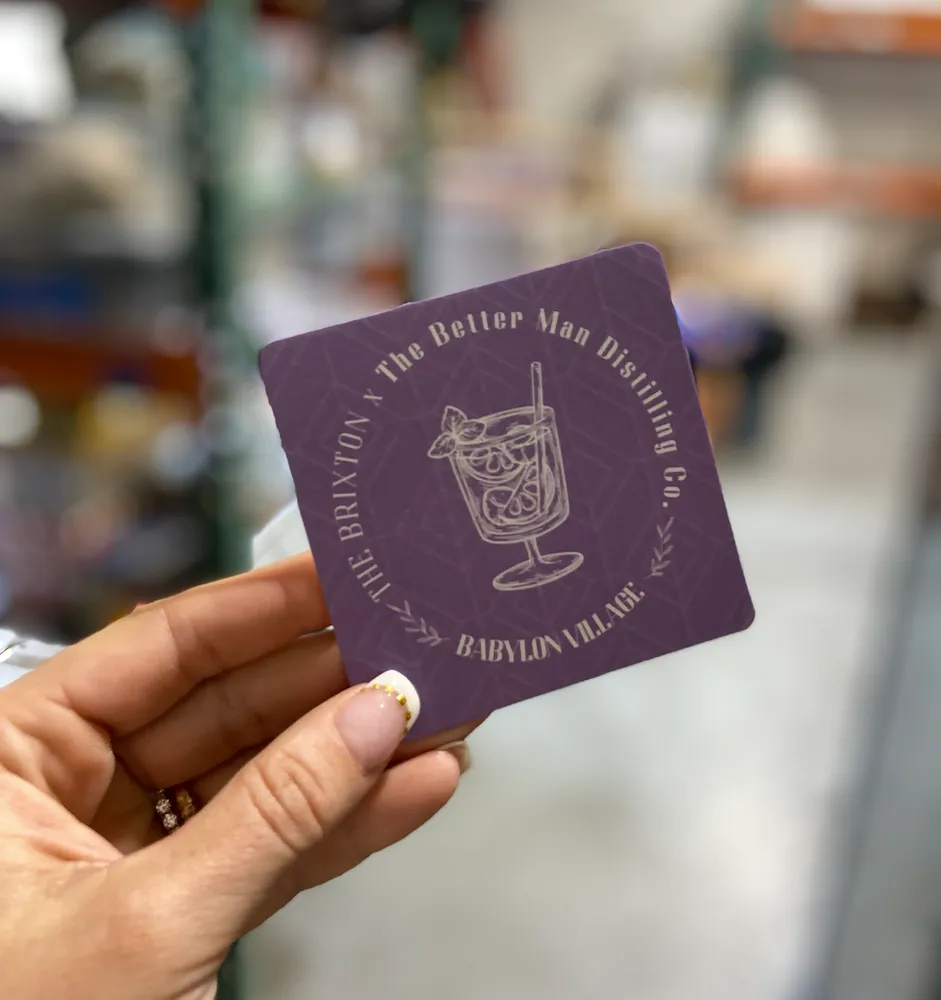 THE BRIXTON x The Better Man Distilling Co.
BABYLON VILLAGE